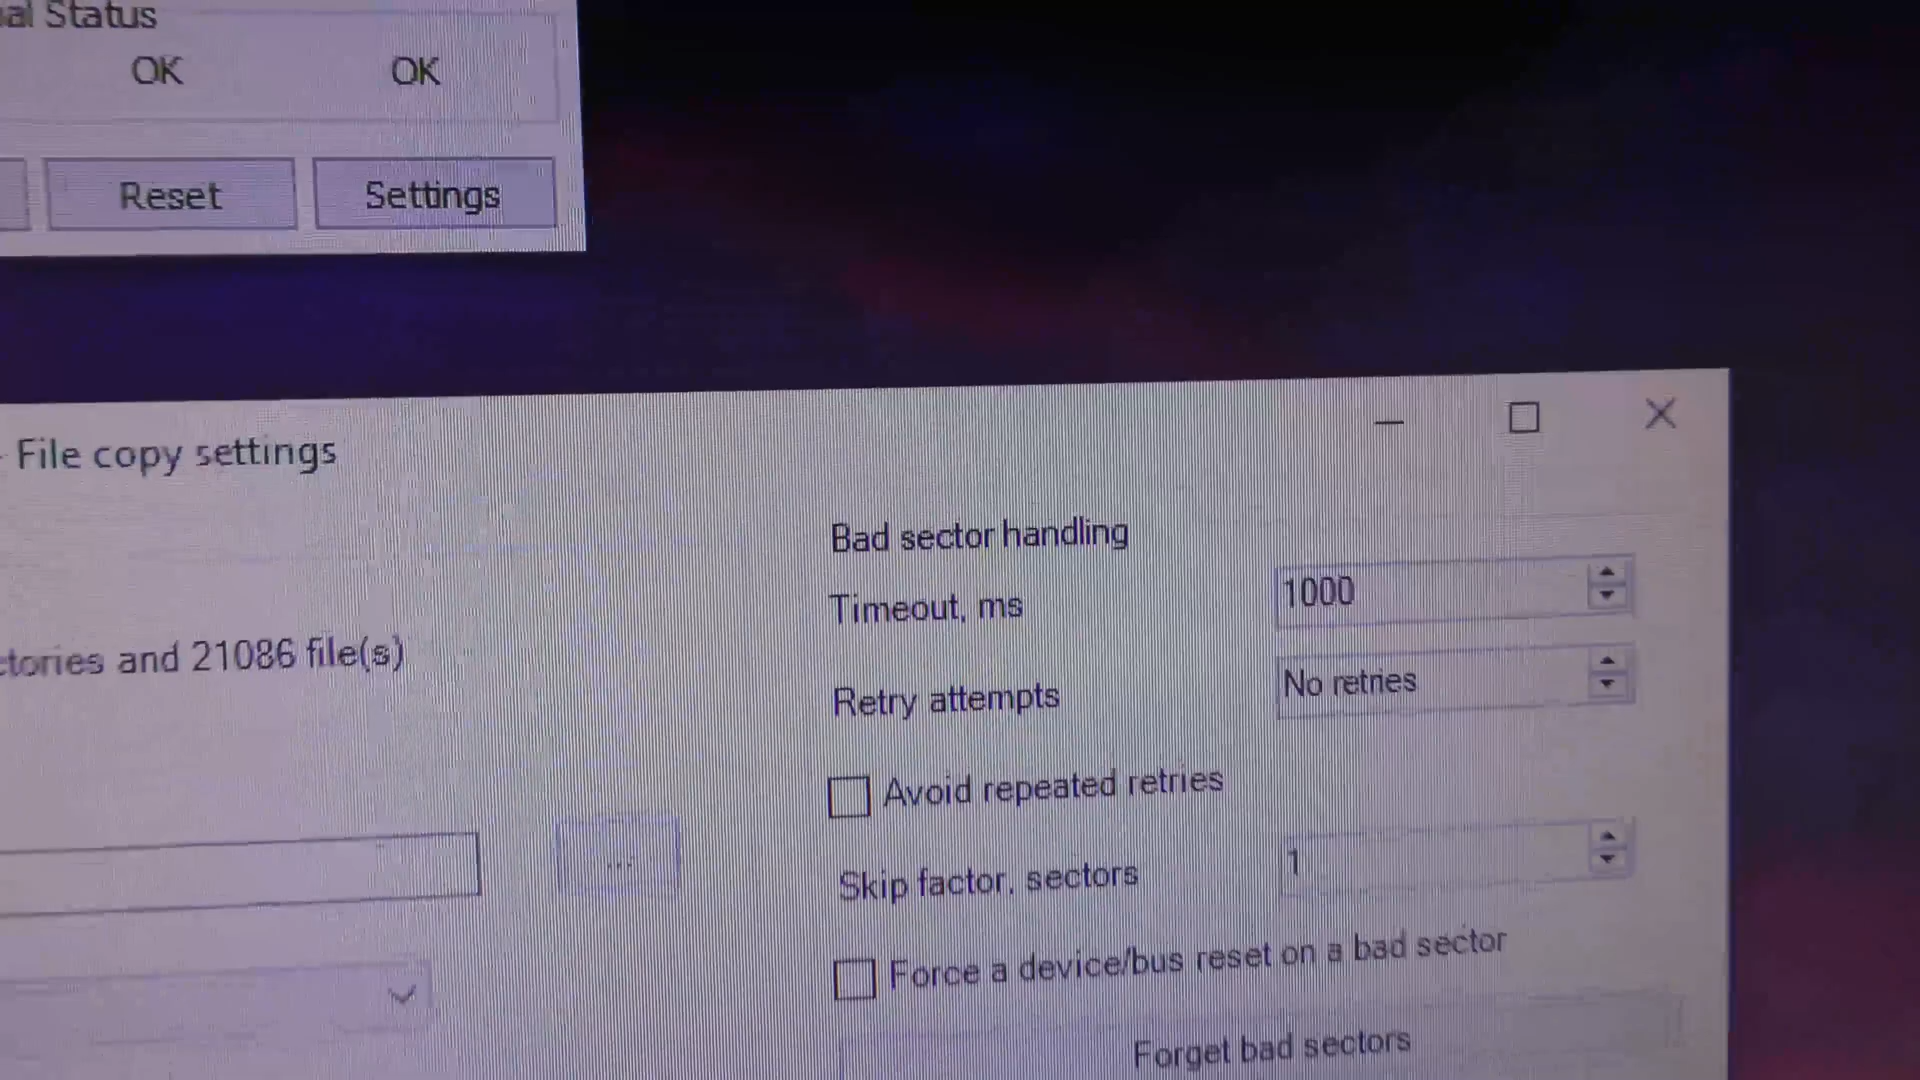 al Status
OK OK
Reset Settings
File copy settings
Bad sector handling
Timeout, ms 1000
ctories and 21086 file(s)
Retry attempts No retries
Avoid repeated retries
...
Skip factor, sectors 1
Force a device/bus reset on a bad sector
Forget bad sectors